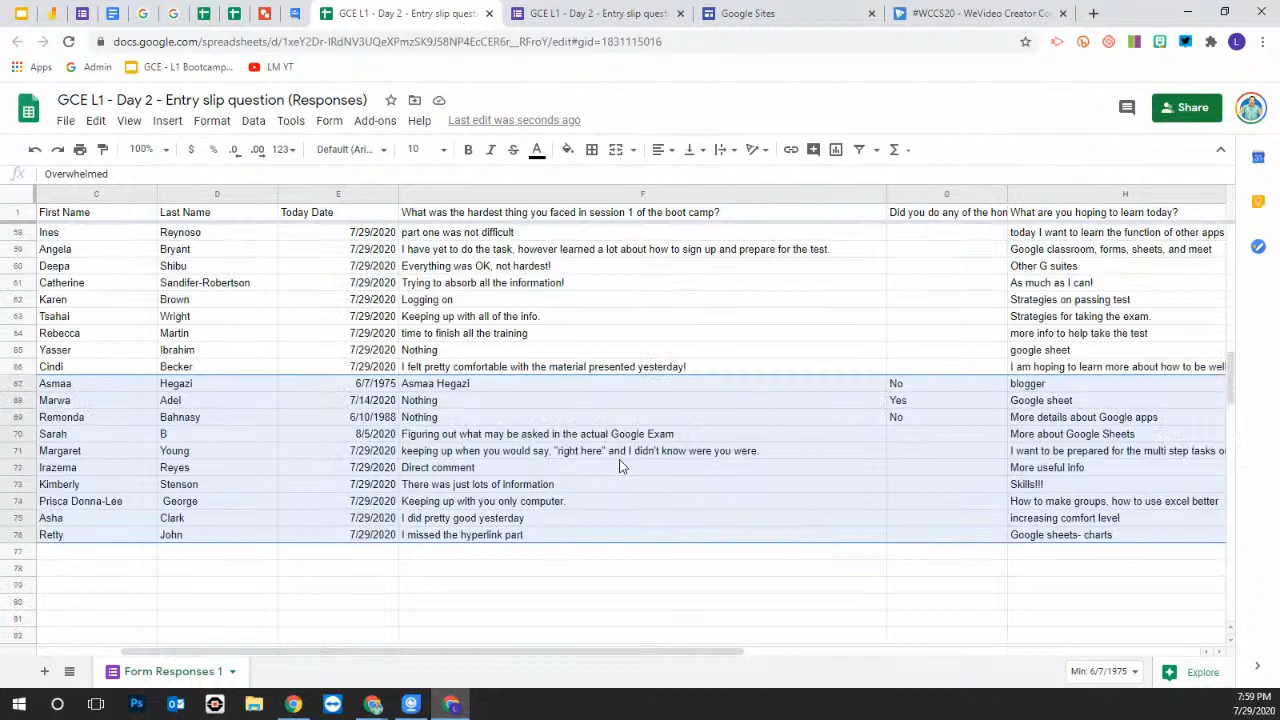 GCE L1 - Day 2 - Entry slip quest
GCE L1 - Day 2 - Entry slip quest
Google Sites
#WCCS20 - WeVideo Creator Co
docs.google.com/spreadsheets/d/1xeY2Dr-IRdNV3UQeXPmzSK9J58NP4EcCER6r__RFroY/edit#gid=1831115016
Apps
Admin
GCE - L1 Bootcamp...
LM YT
GCE L1 - Day 2 - Entry slip question (Responses)
Share
File Edit View Insert Format Data Tools Form Add-ons Help Last edit was seconds ago
100% $ % .0 .00 123 Default (Ari... 10 B I S A
fx Overwhelmed
C D E F G H
1 First Name Last Name Today Date What was the hardest thing you faced in session 1 of the boot camp? Did you do any of the hom What are you hoping to learn today?
58 Ines Reynoso 7/29/2020 part one was not difficult today I want to learn the function of other apps
59 Angela Bryant 7/29/2020 I have yet to do the task, however learned a lot about how to sign up and prepare for the test. Google classroom, forms, sheets, and meet
60 Deepa Shibu 7/29/2020 Everything was OK, not hardest! Other G suites
61 Catherine Sandifer-Robertson 7/29/2020 Trying to absorb all the information! As much as I can!
62 Karen Brown 7/29/2020 Logging on Strategies on passing test
63 Tsahai Wright 7/29/2020 Keeping up with all of the info. Strategies for taking the exam.
64 Rebecca Martin 7/29/2020 time to finish all the training more info to help take the test
65 Yasser Ibrahim 7/29/2020 Nothing google sheet
66 Cindi Becker 7/29/2020 I felt pretty comfortable with the material presented yesterday! I am hoping to learn more about how to be well
67 Asmaa Hegazi 6/7/1975 Asmaa Hegazi No blogger
68 Marwa Adel 7/14/2020 Nothing Yes Google sheet
69 Remonda Bahnasy 6/10/1988 Nothing No More details about Google apps
70 Sarah B 8/5/2020 Figuring out what may be asked in the actual Google Exam More about Google Sheets
71 Margaret Young 7/29/2020 keeping up when you would say, "right here" and I didn't know were you were. I want to be prepared for the multi step tasks o
72 Irazema Reyes 7/29/2020 Direct comment More useful info
73 Kimberly Stenson 7/29/2020 There was just lots of information Skills!!!
74 Prisca Donna-Lee George 7/29/2020 Keeping up with you only computer. How to make groups, how to use excel better
75 Asha Clark 7/29/2020 I did pretty good yesterday increasing comfort level
76 Retty John 7/29/2020 I missed the hyperlink part Google sheets- charts
77
78
79
80
81
82
Form Responses 1
Min: 6/7/1975
Explore
7:59 PM
7/29/2020